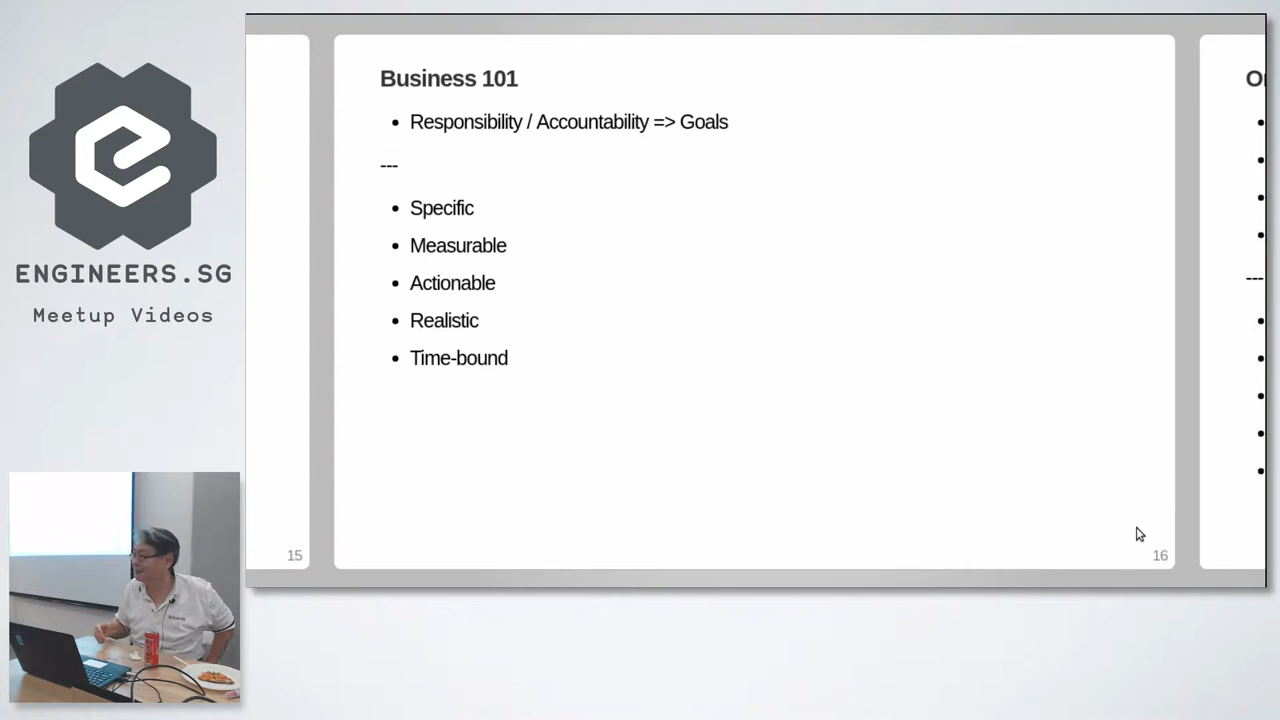 ENGINEERS.SG
Meetup Videos
Business 101
Responsibility / Accountability => Goals
---
Specific
Measurable
Actionable
Realistic
Time-bound
15
16
---